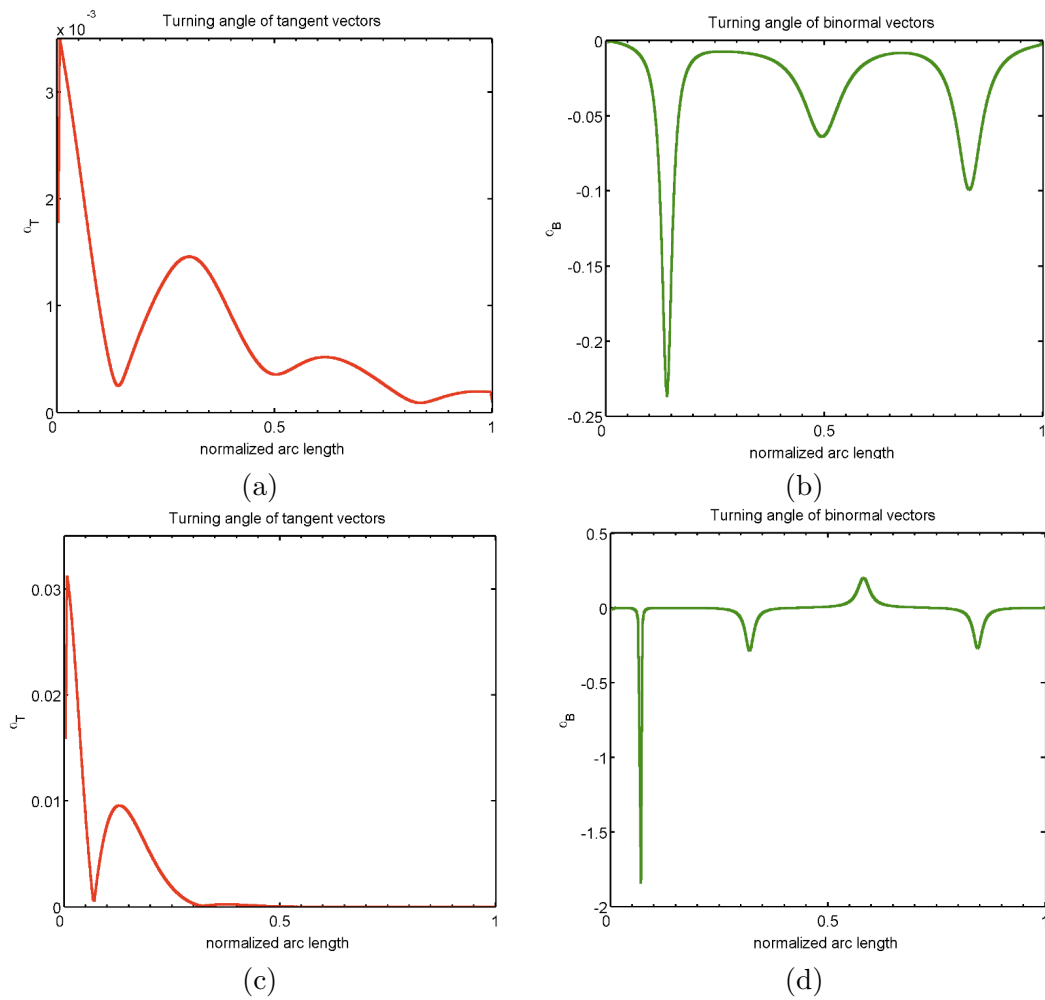 Turning angle of tangent vectors
x 10⁻³
3
2
1
0
α_T
0
0.5
1
normalized arc length
(a)
Turning angle of binormal vectors
0
-0.05
-0.1
-0.15
-0.2
-0.25
α_B
0
0.5
1
normalized arc length
(b)
Turning angle of tangent vectors
0.03
0.02
0.01
0
α_T
0
0.5
1
normalized arc length
(c)
Turning angle of binormal vectors
0.5
0
-0.5
-1
-1.5
-2
α_B
0
0.5
1
normalized arc length
(d)